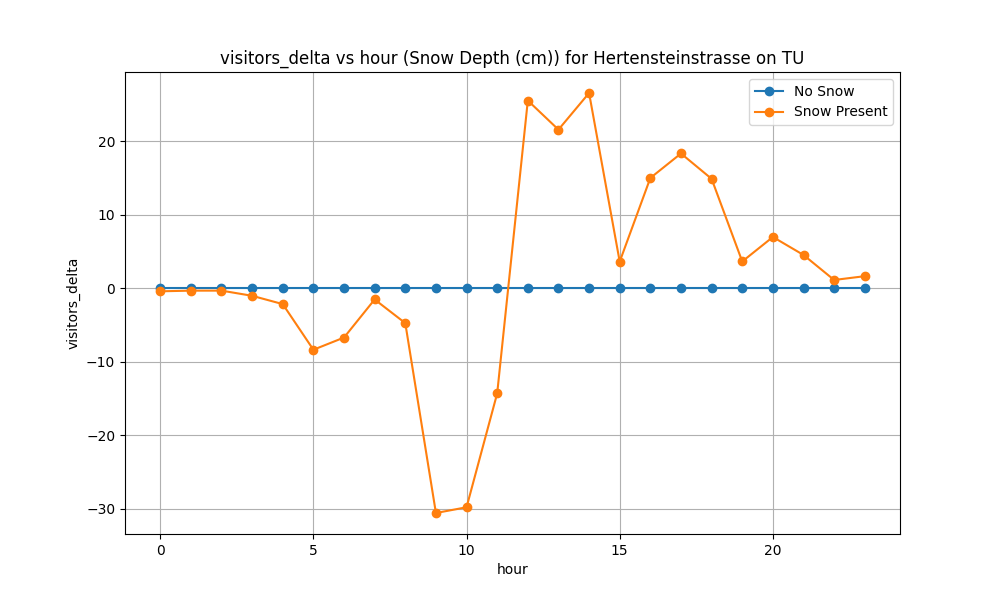 visitors_delta vs hour (Snow Depth (cm)) for Hertensteinstrasse on TU
No Snow
Snow Present
visitors_delta
20
10
0
−10
−20
−30
0 5 10 15 20
hour